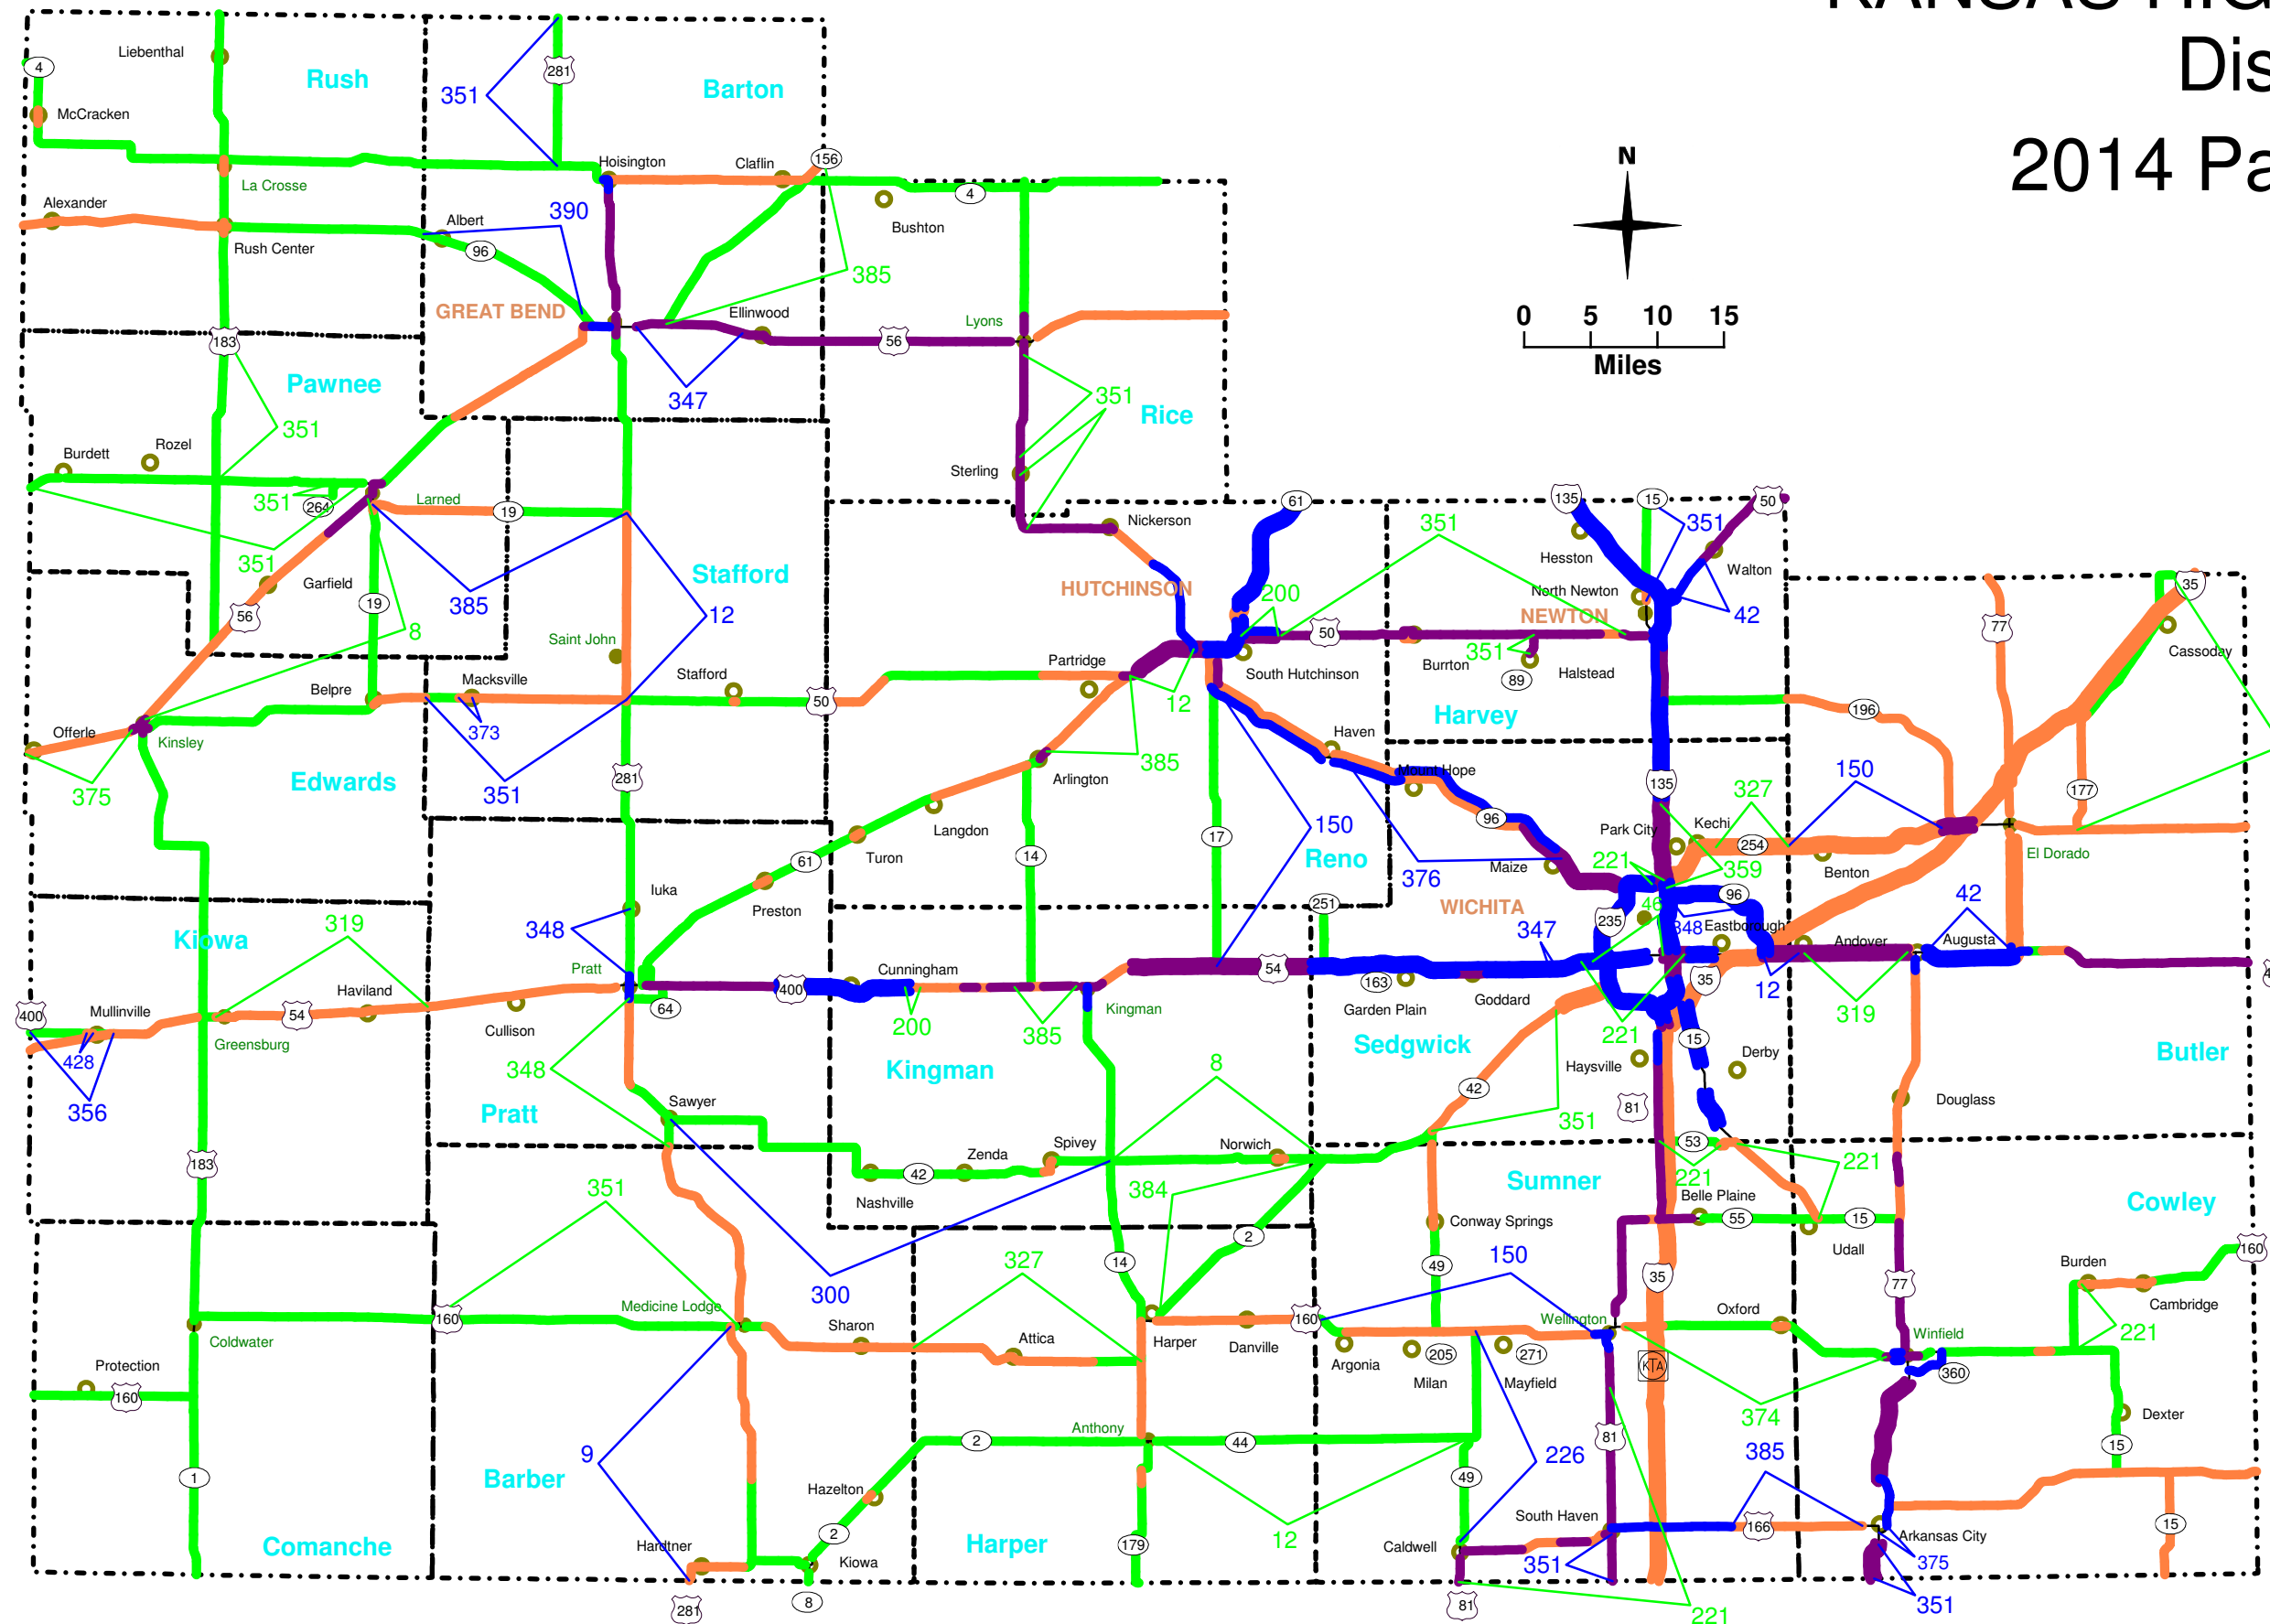 KANSAS HIG
Dis
2014 Pa
N
0 5 10 15
Miles
Liebenthal
Rush
Barton
4
281
351
McCracken
Hoisington
Claflin
156
La Crosse
4
Bushton
Alexander
Albert
390
Rush Center
96
385
GREAT BEND
Ellinwood
Lyons
183
56
Pawnee
347
351
Rice
351
Burdett
Rozel
Sterling
351
264
Larned
19
61
135
15
50
Nickerson
351
351
Hesston
Walton
351
Garfield
385
Stafford
HUTCHINSON
200
North Newton
NEWTON
42
56
19
12
8
Saint John
50
77
35
Cassoday
Partridge
South Hutchinson
Burrton
351
Halstead
89
Belpre
Macksville
Stafford
50
12
Harvey
196
Offerle
Kinsley
373
Haven
385
Edwards
281
Arlington
Mount Hope
135
150
375
351
327
177
Langdon
150
96
Park City
Kechi
61
Turon
14
17
Reno
254
El Dorado
221
359
Benton
376
Maize
Iuka
Preston
251
WICHITA
96
42
319
46
235
348
Eastborough
Kiowa
348
347
Andover
Augusta
Pratt
Cunningham
54
400
163
Garden Plain
Goddard
35
12
Haviland
Mullinville
400
54
Cullison
64
200
385
Kingman
221
319
428
Greensburg
Sedgwick
15
Derby
Butler
356
348
Kingman
8
Haysville
42
81
Douglass
Pratt
Sawyer
351
183
Zenda
Spivey
Norwich
53
42
Nashville
384
Sumner
221
221
351
Belle Plaine
Cowley
Conway Springs
55
15
Udall
160
2
14
327
49
150
35
77
Burden
Cambridge
300
Medicine Lodge
160
Sharon
Attica
Harper
Danville
160
Wellington
Oxford
221
Coldwater
Winfield
Protection
160
Argonia
205
Milan
271
Mayfield
KTA
360
374
Dexter
Anthony
2
44
81
15
9
226
385
1
Barber
Hazelton
49
12
South Haven
166
15
2
Comanche
Hardtner
Kiowa
Harper
179
Caldwell
Arkansas City
351
375
281
8
81
221
351